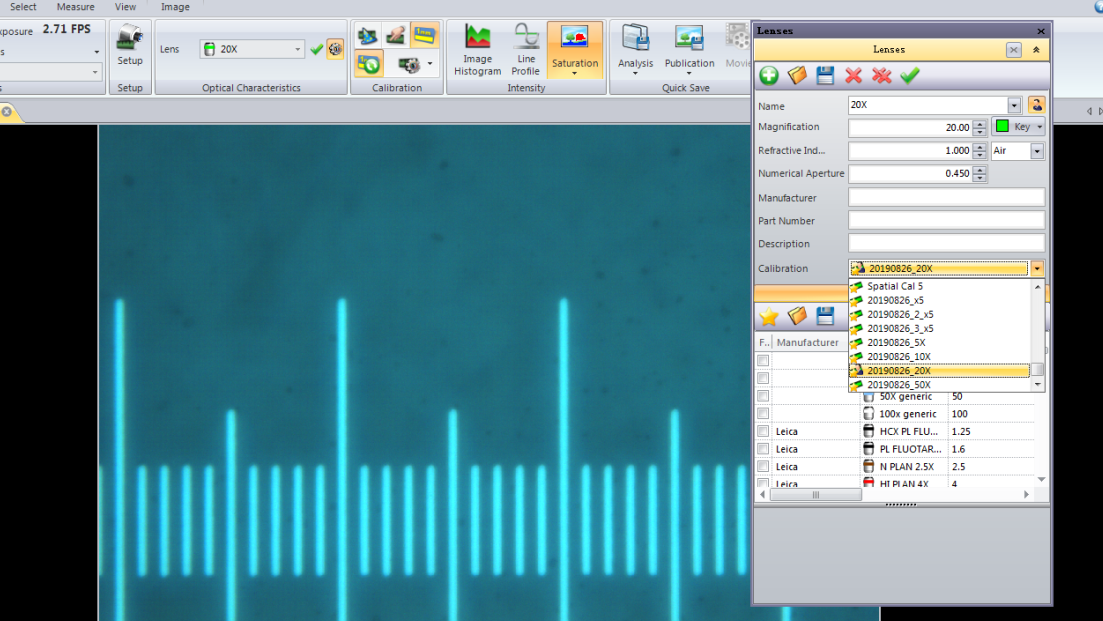 Select Measure View Image
xposure 2.71 FPS
s
Setup
Setup
s
Lens 20X
Optical Characteristics
Calibration
Image Histogram
Line Profile
Saturation
Intensity
Analysis
Publication
Movie
Quick Save
Lenses
Lenses
Name 20X
Magnification 20.00 Key
Refractive Ind... 1.000 Air
Numerical Aperture 0.450
Manufacturer
Part Number
Description
Calibration 20190826_20X
Spatial Cal 5
20190826_x5
20190826_2_x5
20190826_3_x5
20190826_5X
20190826_10X
20190826_20X
20190826_50X
F.. Manufacturer
50X generic 50
100x generic 100
Leica HCX PL FLU... 1.25
Leica PL FLUOTAR... 1.6
Leica N PLAN 2.5X 2.5
Leica HI PLAN 4X 4